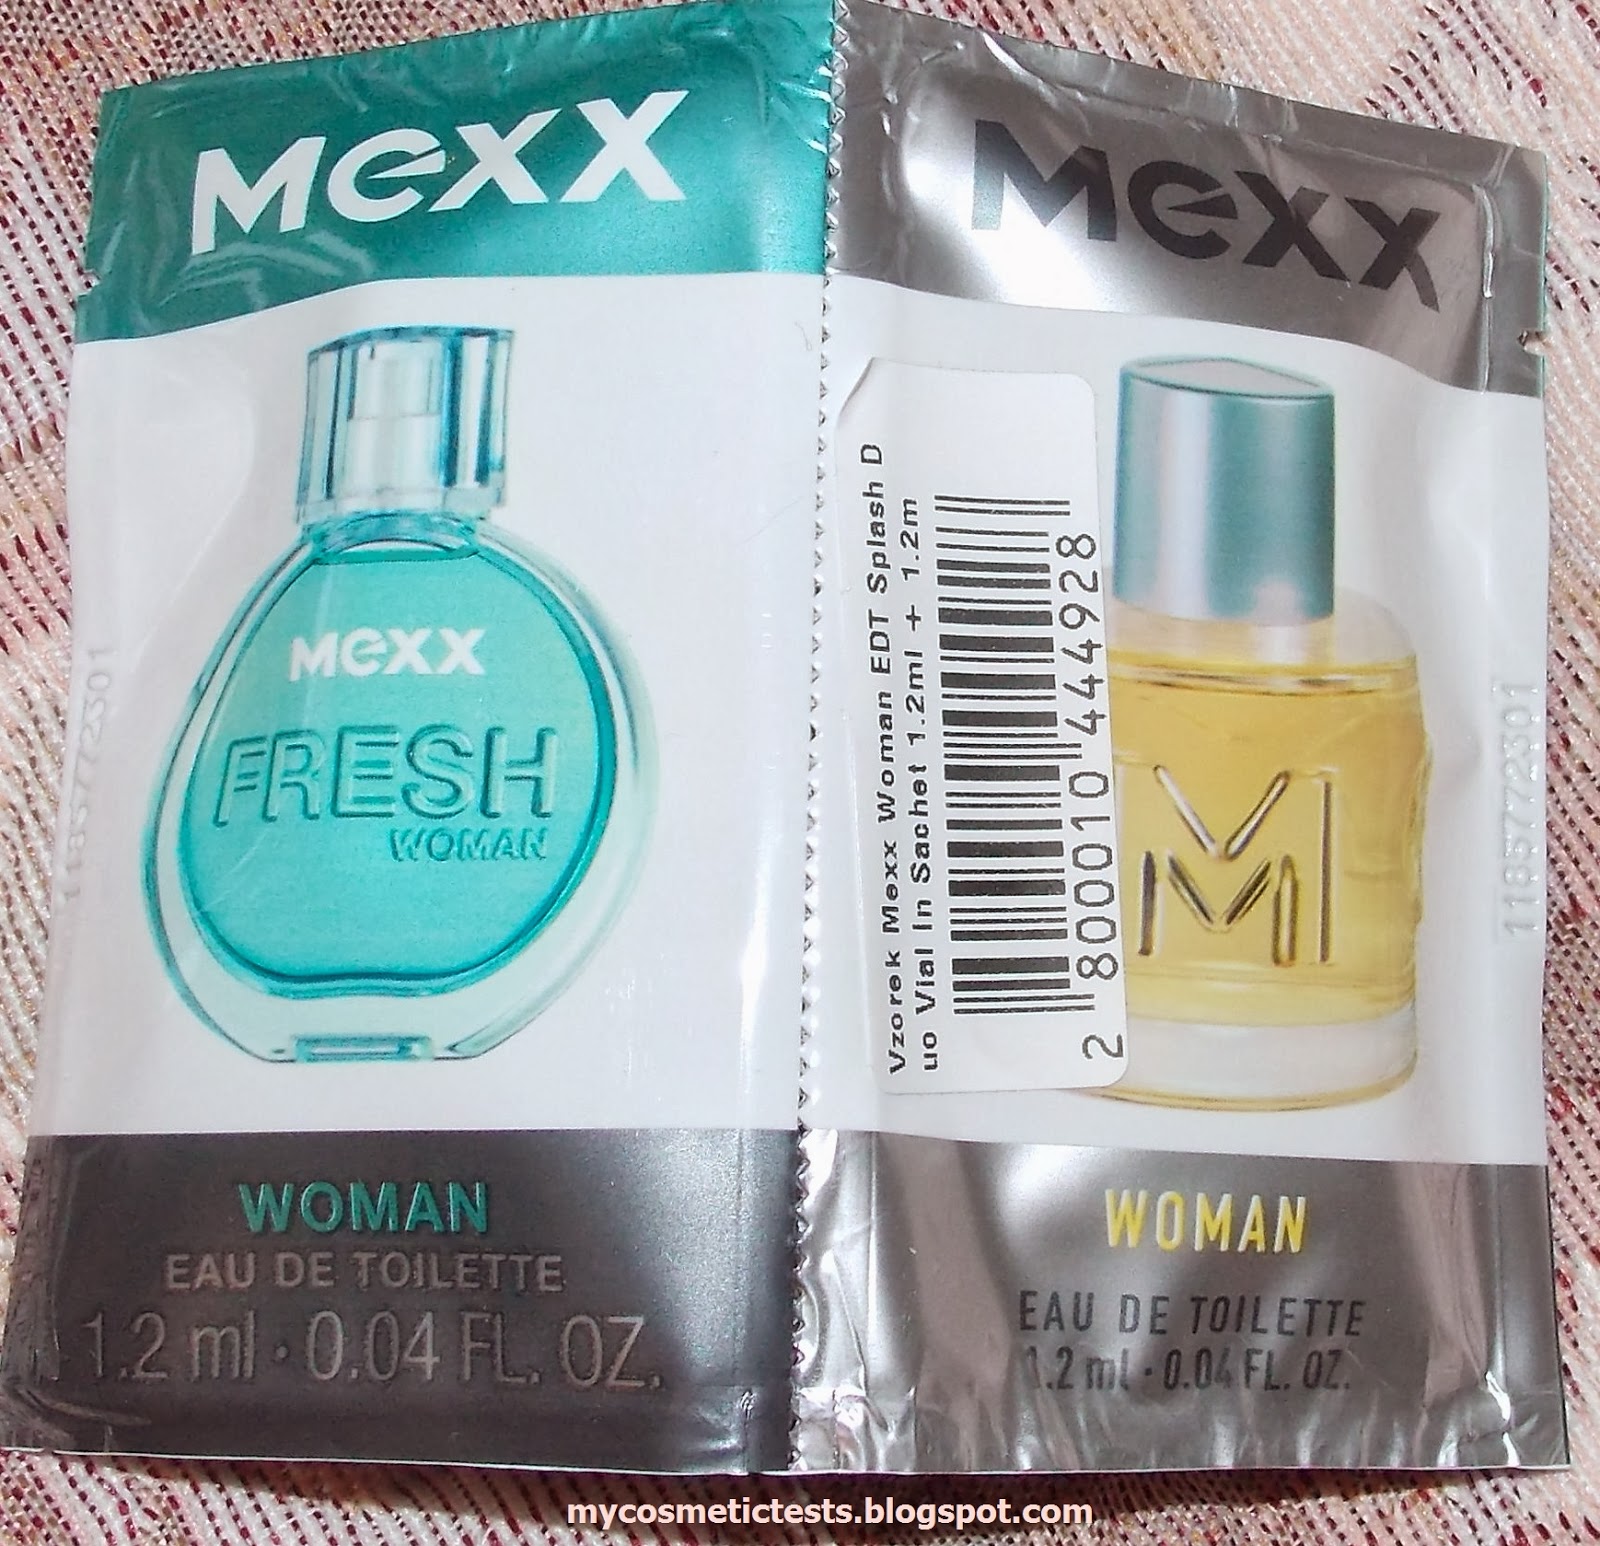 Mexx
Mexx
FRESH
WOMAN
1185772301
WOMAN
EAU DE TOILETTE
1.2 ml · 0.04 FL. OZ.
Mexx
Vzorek Mexx Woman EDT Splash D
uo Vial In Sachet 1.2ml + 1.2m
2 800010 444928
M
1185772301
WOMAN
EAU DE TOILETTE
1.2 ml · 0.04 FL. OZ.
mycosmetictests.blogspot.com